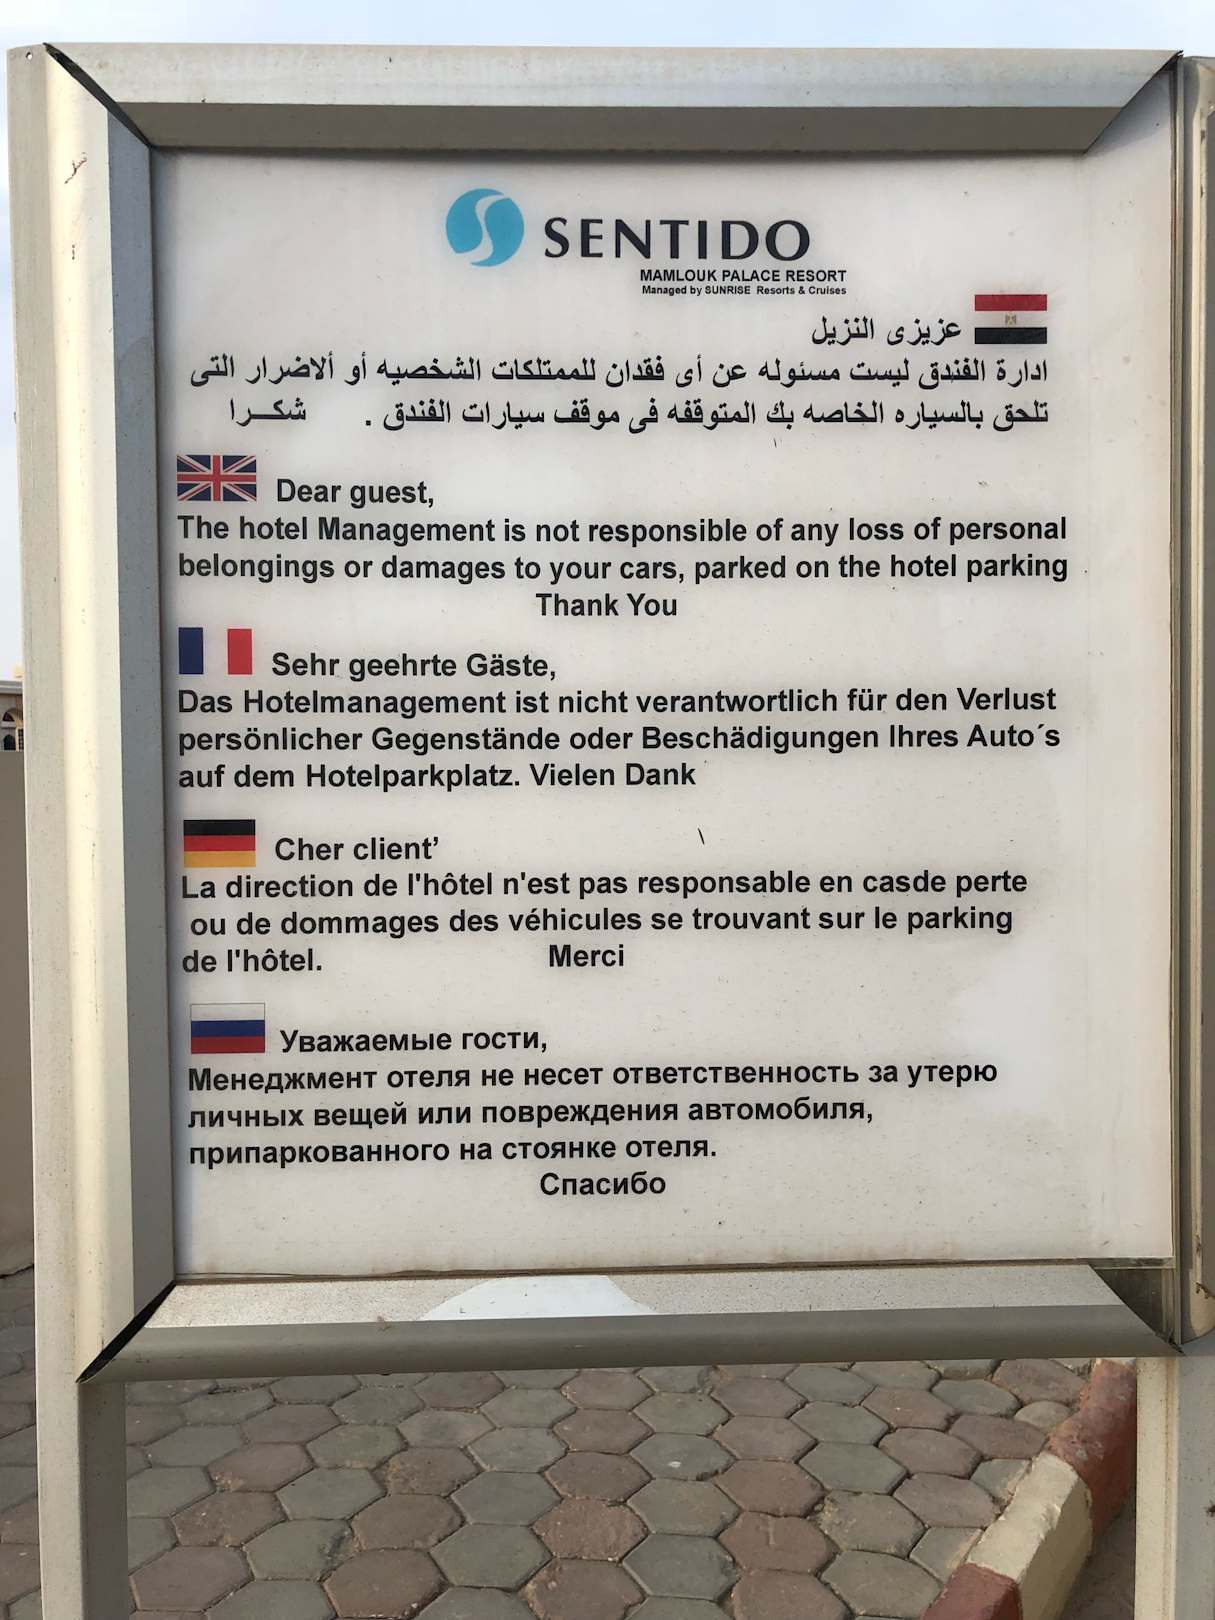 SENTIDO
MAMLOUK PALACE RESORT
Managed by SUNRISE Resorts & Cruises
عزيزى النزيل
ادارة الفندق ليست مسئوله عن أى فقدان للممتلكات الشخصيه أو ألاضرار التى
تلحق بالسياره الخاصه بك المتوقفه فى موقف سيارات الفندق . شكـــرا
Dear guest,
The hotel Management is not responsible of any loss of personal
belongings or damages to your cars, parked on the hotel parking
Thank You
Sehr geehrte Gäste,
Das Hotelmanagement ist nicht verantwortlich für den Verlust
persönlicher Gegenstände oder Beschädigungen Ihres Auto´s
auf dem Hotelparkplatz. Vielen Dank
Cher client’
La direction de l'hôtel n'est pas responsable en casde perte
ou de dommages des véhicules se trouvant sur le parking
de l'hôtel. Merci
Уважаемые гости,
Менеджмент отеля не несет ответственность за утерю
личных вещей или повреждения автомобиля,
припаркованного на стоянке отеля.
Спасибо